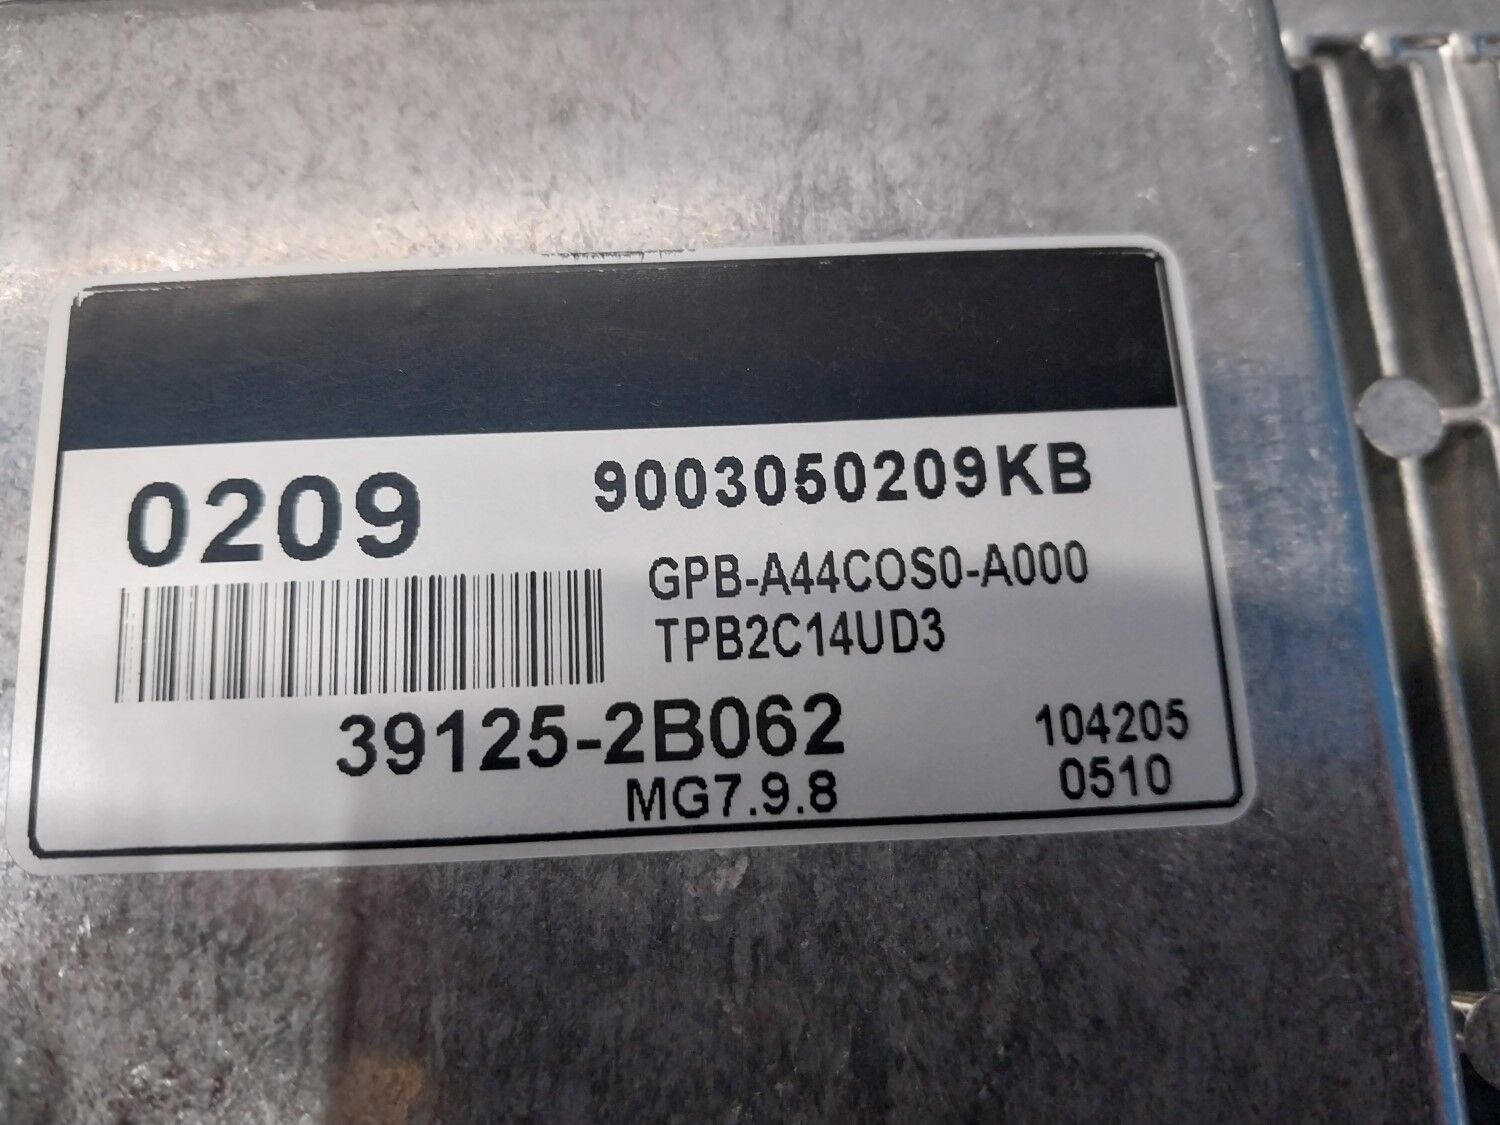 0209
9003050209KB
GPB-A44COS0-A000
TPB2C14UD3
39125-2B062
MG7.9.8
104205
0510